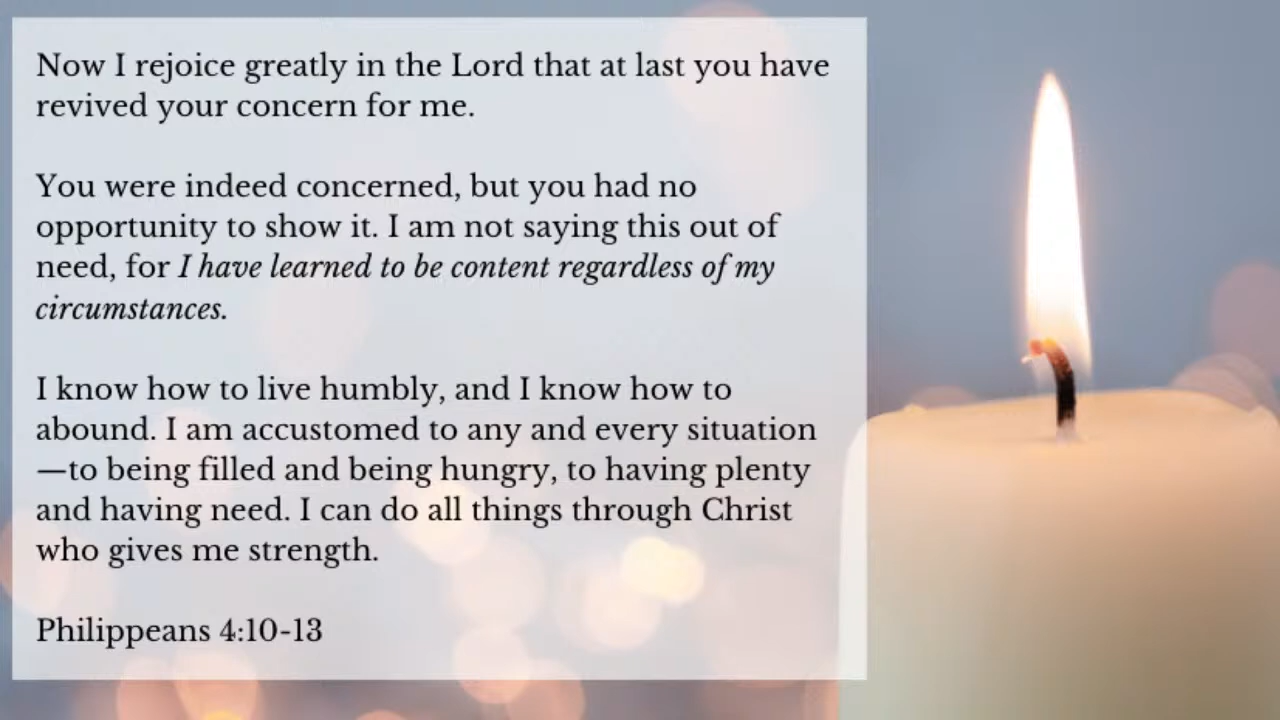 Now I rejoice greatly in the Lord that at last you have
revived your concern for me.
You were indeed concerned, but you had no
opportunity to show it. I am not saying this out of
need, for I have learned to be content regardless of my
circumstances.
I know how to live humbly, and I know how to
abound. I am accustomed to any and every situation
—to being filled and being hungry, to having plenty
and having need. I can do all things through Christ
who gives me strength.
Philippeans 4:10-13